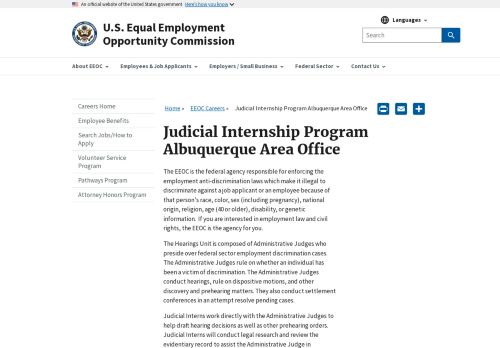 An official website of the United States government Here's how you know
U.S. Equal Employment
Opportunity Commission
Languages
Search
About EEOC
Employees & Job Applicants
Employers / Small Business
Federal Sector
Contact Us
Careers Home
Employee Benefits
Search Jobs/How to
Apply
Volunteer Service
Program
Pathways Program
Attorney Honors Program
Home » EEOC Careers » Judicial Internship Program Albuquerque Area Office
Judicial Internship Program
Albuquerque Area Office
The EEOC is the federal agency responsible for enforcing the
employment anti-discrimination laws which make it illegal to
discriminate against a job applicant or an employee because of
that person's race, color, sex (including pregnancy), national
origin, religion, age (40 or older), disability, or genetic
information. If you are interested in employment law and civil
rights, the EEOC is the agency for you.
The Hearings Unit is composed of Administrative Judges who
preside over federal sector employment discrimination cases.
The Administrative Judges rule on whether an individual has
been a victim of discrimination. The Administrative Judges
conduct hearings, rule on dispositive motions, and other
discovery and prehearing matters. They also conduct settlement
conferences in attempt resolve pending cases.
Judicial Interns work directly with the Administrative Judges to
help draft hearing decisions as well as other prehearing orders.
Judicial Interns will conduct legal research and review the
evidentiary record to assist the Administrative Judge in